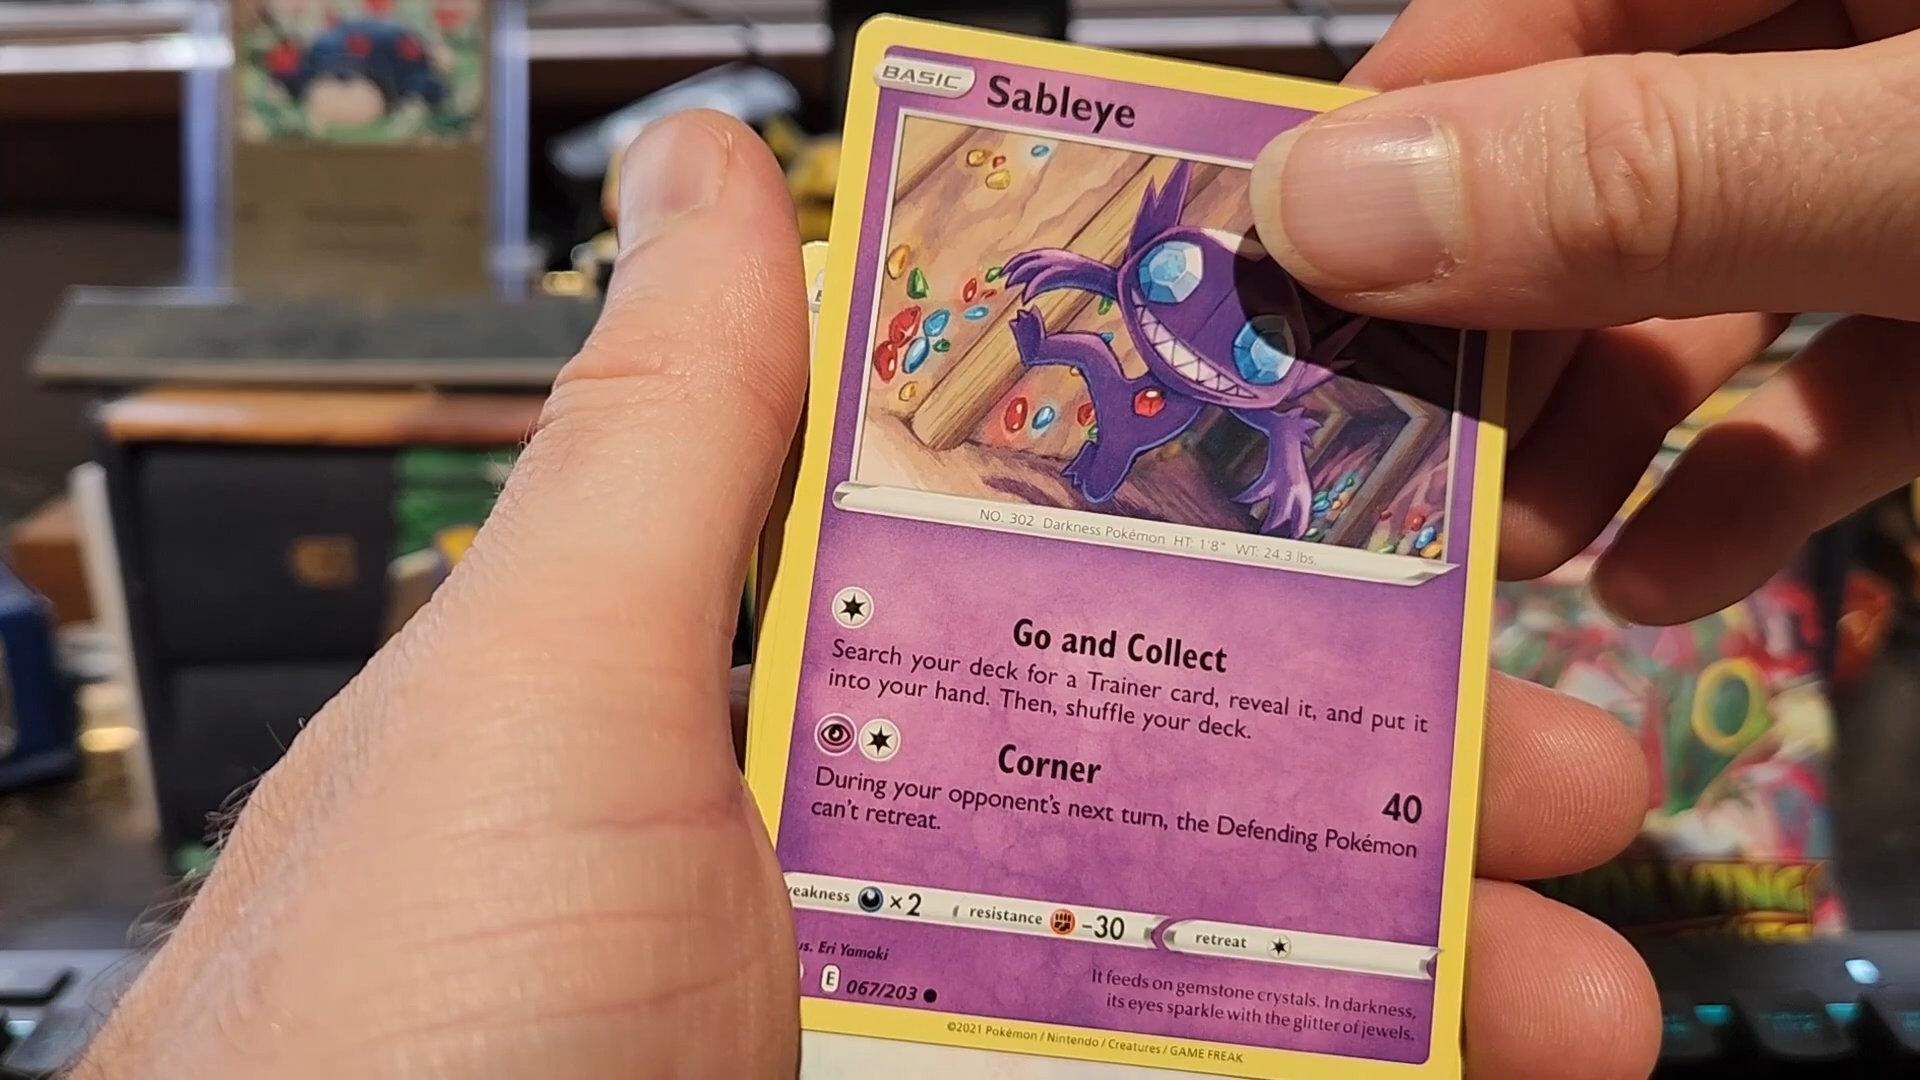 BASIC Sableye
NO. 302 Darkness Pokémon HT: 1'8" WT: 24.3 lbs.
Go and Collect
Search your deck for a Trainer card, reveal it, and put it
into your hand. Then, shuffle your deck.
Corner 40
During your opponent's next turn, the Defending Pokémon
can't retreat.
eakness ×2 resistance -30 retreat
us. Eri Yamaki
E 067/203
It feeds on gemstone crystals. In darkness,
its eyes sparkle with the glitter of jewels.
©2021 Pokémon / Nintendo / Creatures / GAME FREAK